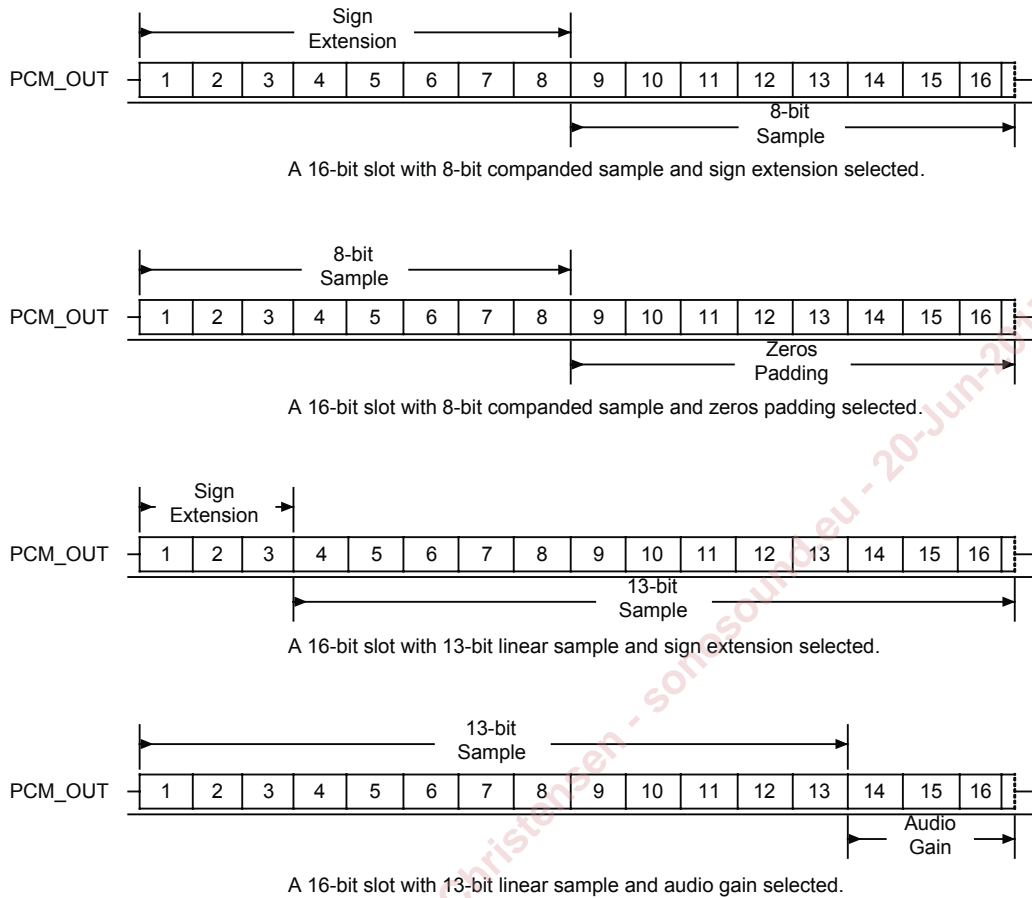 Sign
Extension
PCM_OUT 1 2 3 4 5 6 7 8 9 10 11 12 13 14 15 16
8-bit
Sample
A 16-bit slot with 8-bit companded sample and sign extension selected.
8-bit
Sample
PCM_OUT 1 2 3 4 5 6 7 8 9 10 11 12 13 14 15 16
Zeros
Padding
A 16-bit slot with 8-bit companded sample and zeros padding selected.
Sign
Extension
PCM_OUT 1 2 3 4 5 6 7 8 9 10 11 12 13 14 15 16
13-bit
Sample
A 16-bit slot with 13-bit linear sample and sign extension selected.
13-bit
Sample
PCM_OUT 1 2 3 4 5 6 7 8 9 10 11 12 13 14 15 16
Audio
Gain
A 16-bit slot with 13-bit linear sample and audio gain selected.
Christensen - sonosound.eu - 20-Jun-201